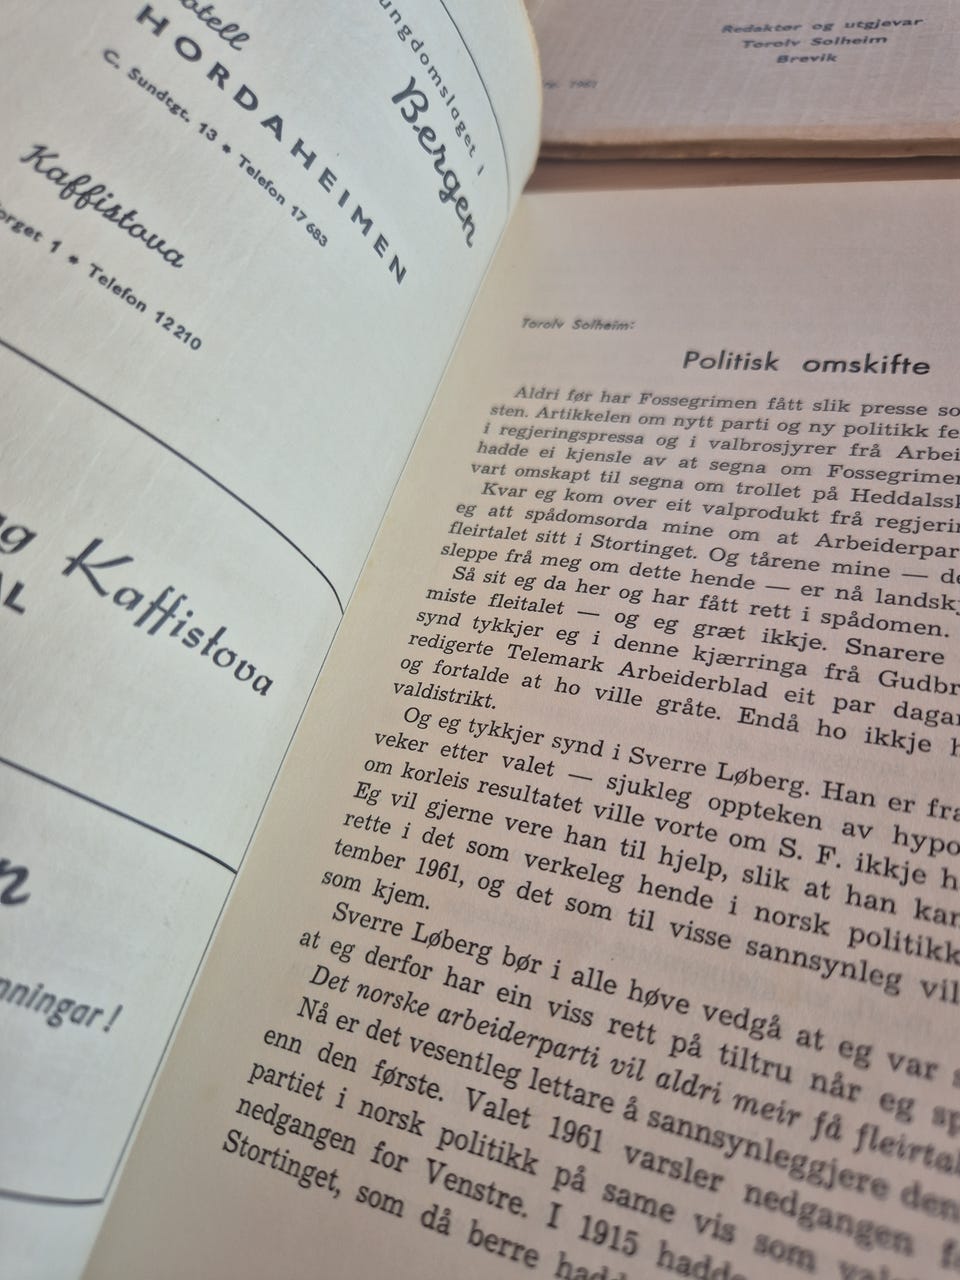 Hotell
HORDAHEIMEN
C. Sundtgt. 13 • Telefon 17 683
Kaffistova
Torget 1 • Telefon 12 210
ungdomslaget i
Bergen
og Kaffistova
AL
n
nningar!
Redaktør og utgjevar
Torolv Solheim
Brevik
1961
Torolv Solheim:
Politisk omskifte
Aldri før har Fossegrimen fått slik presse so
sten. Artikkelen om nytt parti og ny politikk fe
i regjeringspressa og i valbrosjyrer frå Arbei
hadde ei kjensle av at segna om Fossegrimen
vart omskapt til segna om trollet på Heddalssk
Kvar eg kom over eit valprodukt frå regjerin
eg att spådomsorda mine om at Arbeiderpar
fleirtalet sitt i Stortinget. Og tårene mine — de
sleppe frå meg om dette hende — er nå landskj
Så sit eg da her og har fått rett i spådomen.
miste fleitalet — og eg græt ikkje. Snarere
synd tykkjer eg i denne kjærringa frå Gudbr
redigerte Telemark Arbeiderblad eit par dagar
og fortalde at ho ville gråte. Endå ho ikkje h
valdistrikt.
Og eg tykkjer synd i Sverre Løberg. Han er fra
veker etter valet — sjukleg oppteken av hypo
om korleis resultatet ville vorte om S. F. ikkje h
Eg vil gjerne vere han til hjelp, slik at han kan
rette i det som verkeleg hende i norsk politikk
tember 1961, og det som til visse sannsynleg vil
som kjem.
Sverre Løberg bør i alle høve vedgå at eg var s
at eg derfor har ein viss rett på tiltru når eg sp
Det norske arbeiderparti vil aldri meir få fleirtal
Nå er det vesentleg lettare å sannsynleggjere den
enn den første. Valet 1961 varsler nedgangen f
partiet i norsk politikk på same vis som val
nedgangen for Venstre. I 1915 hadde
Stortinget, som då berre hadd